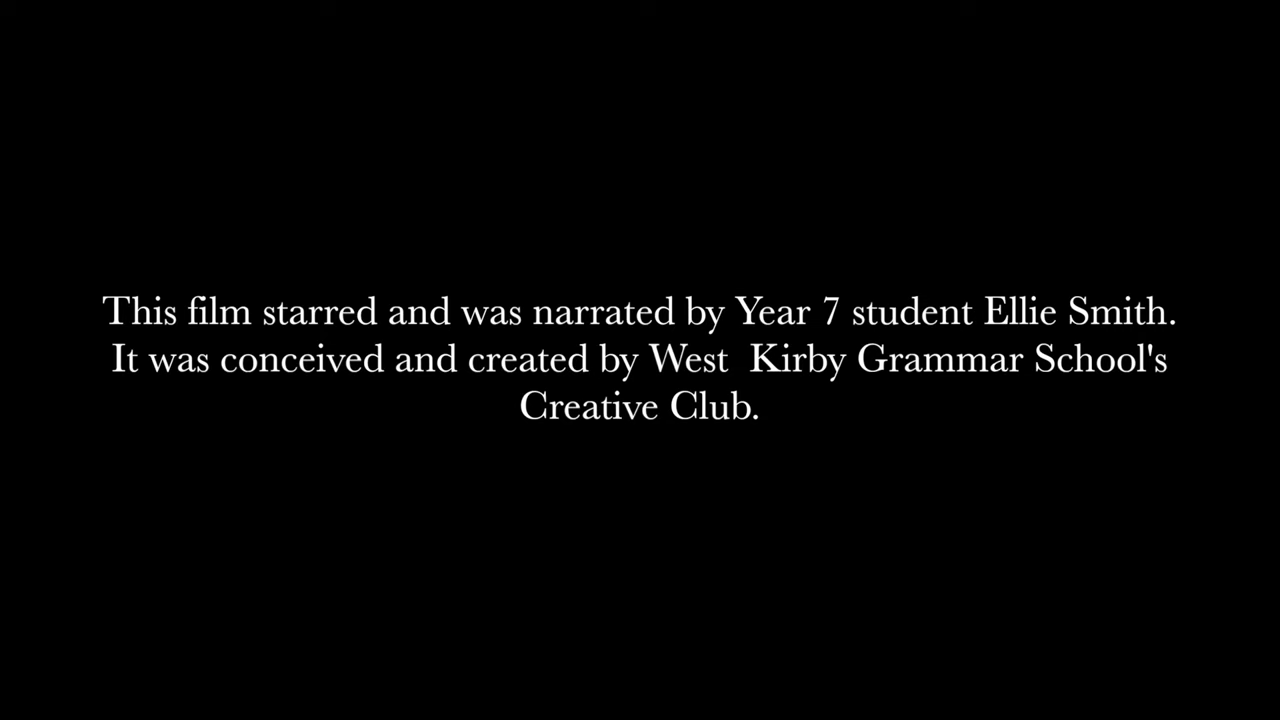 This film starred and was narrated by Year 7 student Ellie Smith.
It was conceived and created by West  Kirby Grammar School's
Creative Club.